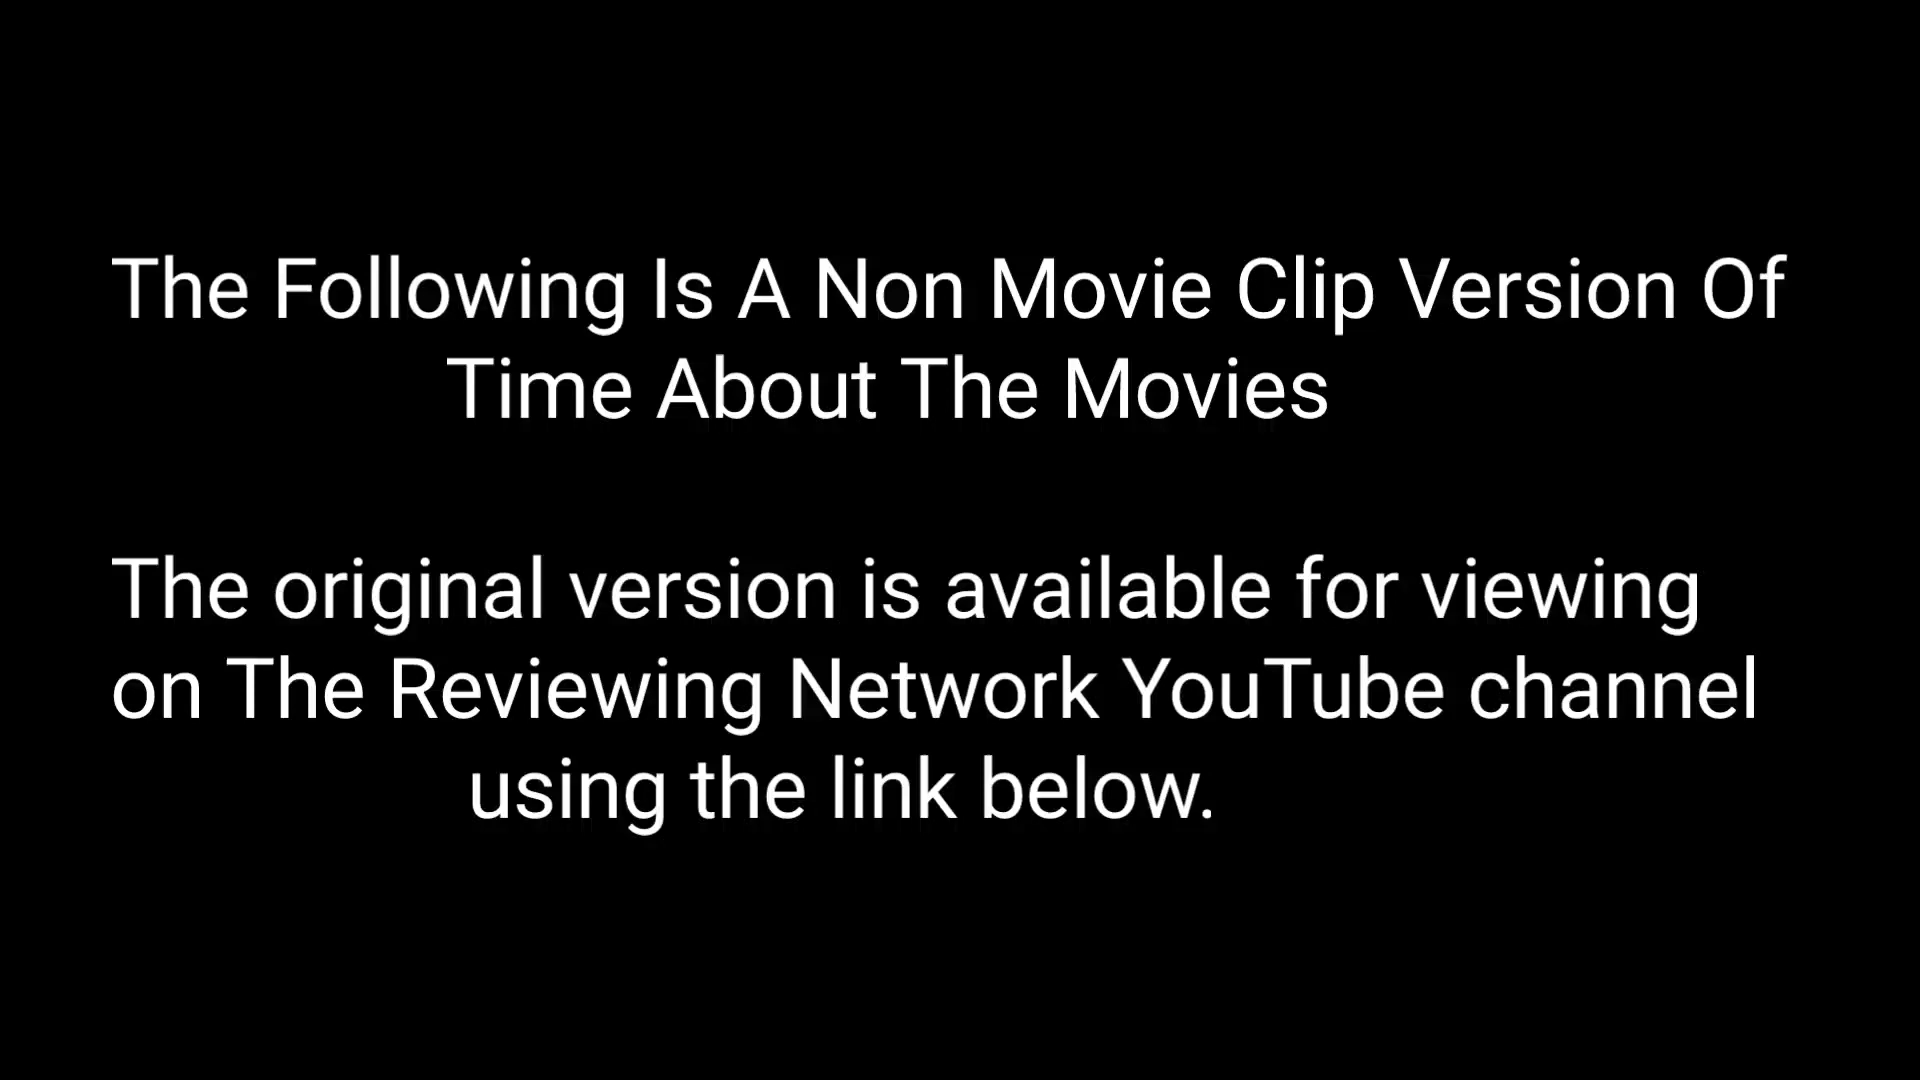 The Following Is A Non Movie Clip Version Of
Time About The Movies
The original version is available for viewing
on The Reviewing Network YouTube channel
using the link below.